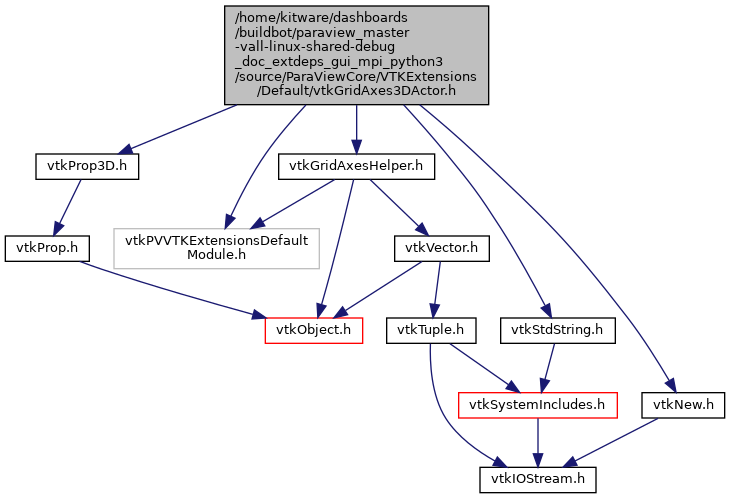 /home/kitware/dashboards
/buildbot/paraview_master
-vall-linux-shared-debug
_doc_extdeps_gui_mpi_python3
/source/ParaViewCore/VTKExtensions
/Default/vtkGridAxes3DActor.h
vtkProp3D.h
vtkGridAxesHelper.h
vtkProp.h
vtkPVVTKExtensionsDefault
Module.h
vtkVector.h
vtkObject.h
vtkTuple.h
vtkStdString.h
vtkSystemIncludes.h
vtkNew.h
vtkIOStream.h